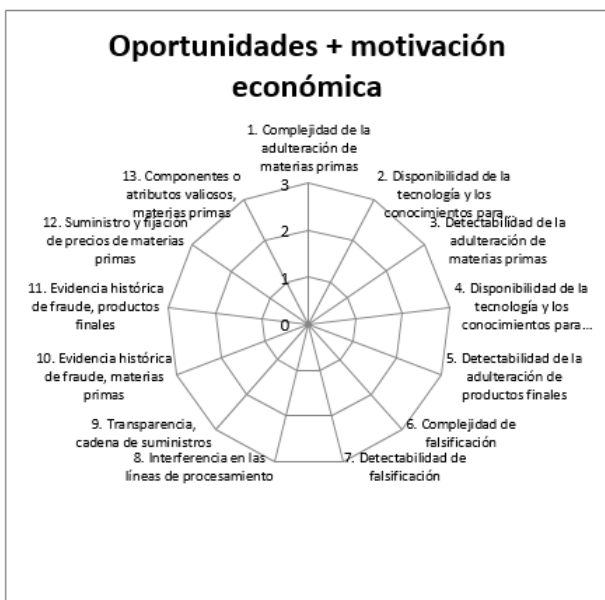 Oportunidades + motivación
económica
1. Complejidad de la
adulteración de
materias primas
2. Disponibilidad de la
tecnología y los
conocimientos para...
3. Detectabilidad de la
adulteración de
materias primas
4. Disponibilidad de la
tecnología y los
conocimientos para...
5. Detectabilidad de la
adulteración de
productos finales
6. Complejidad de
falsificación
7. Detectabilidad de
falsificación
8. Interferencia en las
líneas de procesamiento
9. Transparencia,
cadena de suministros
10. Evidencia histórica
de fraude, materias
primas
11. Evidencia histórica
de fraude, productos
finales
12. Suministro y fijación
de precios de materias
primas
13. Componentes o
atributos valiosos,
materias primas
3
2
1
0